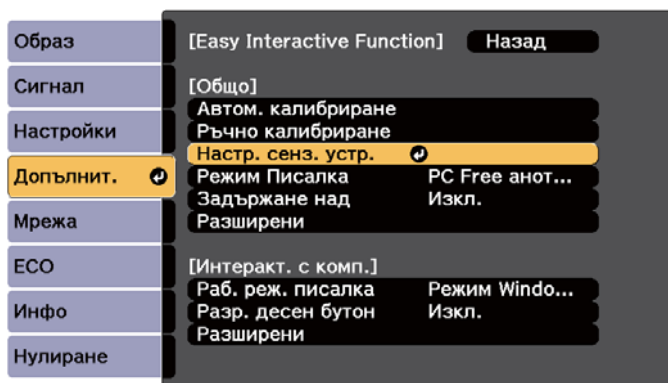 Образ
Сигнал
Настройки
Допълнит.
Мрежа
ECO
Инфо
Нулиране
[Easy Interactive Function] Назад
[Общо]
Автом. калибриране
Ръчно калибриране
Настр. сенз. устр.
Режим Писалка PC Free анот...
Задържане над Изкл.
Разширени
[Интеракт. с комп.]
Раб. реж. писалка Режим Windo...
Разр. десен бутон Изкл.
Разширени